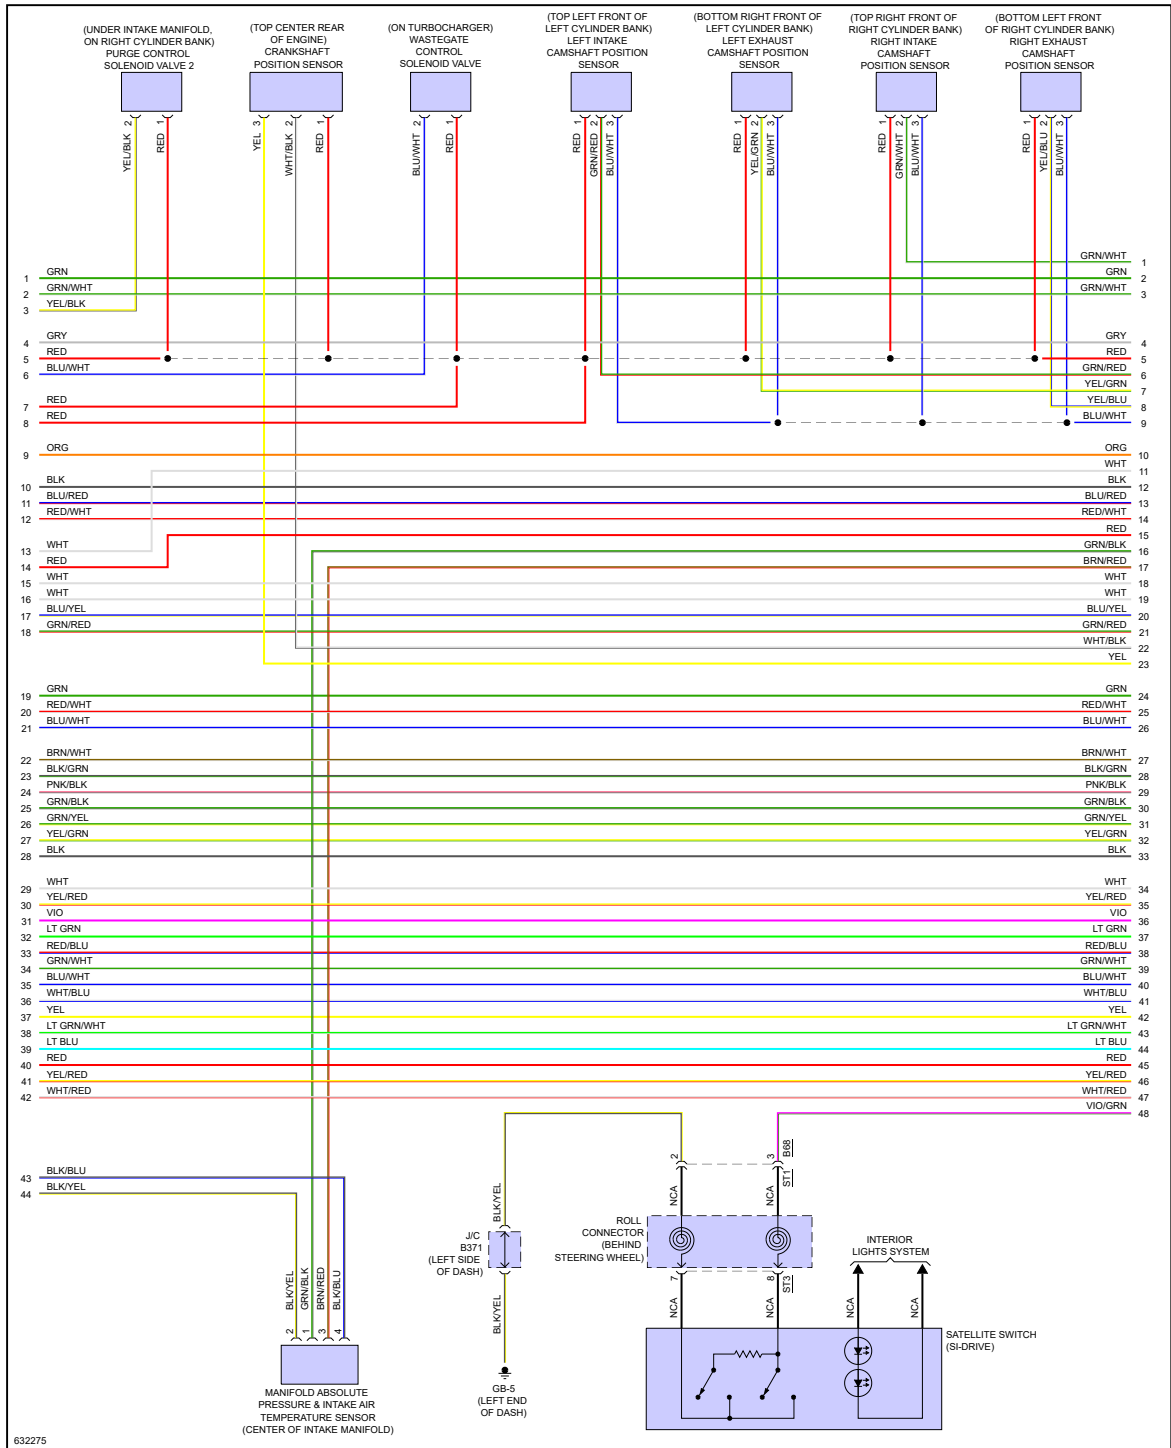 (UNDER INTAKE MANIFOLD,
ON RIGHT CYLINDER BANK)
PURGE CONTROL
SOLENOID VALVE 2
(TOP CENTER REAR
OF ENGINE)
CRANKSHAFT
POSITION SENSOR
(ON TURBOCHARGER)
WASTEGATE
CONTROL
SOLENOID VALVE
(TOP LEFT FRONT OF
LEFT CYLINDER BANK)
LEFT INTAKE
CAMSHAFT POSITION
SENSOR
(BOTTOM RIGHT FRONT OF
LEFT CYLINDER BANK)
LEFT EXHAUST
CAMSHAFT POSITION
SENSOR
(TOP RIGHT FRONT OF
RIGHT CYLINDER BANK)
RIGHT INTAKE
CAMSHAFT
POSITION SENSOR
(BOTTOM LEFT FRONT
OF RIGHT CYLINDER BANK)
RIGHT EXHAUST
CAMSHAFT
POSITION SENSOR
YEL/BLK 2
RED 1
YEL 3
WHT/BLK 2
RED 1
BLU/WHT 2
RED 1
RED 1
GRN/RED 2
BLU/WHT 3
RED 1
YEL/GRN 2
BLU/WHT 3
RED 1
GRN/WHT 2
BLU/WHT 3
RED 1
YEL/BLU 2
BLU/WHT 3
GRN/WHT 1
1 GRN GRN 2
2 GRN/WHT GRN/WHT 3
3 YEL/BLK
4 GRY GRY 4
5 RED RED 5
6 BLU/WHT GRN/RED 6
YEL/GRN 7
7 RED YEL/BLU 8
8 RED BLU/WHT 9
9 ORG ORG 10
WHT 11
10 BLK BLK 12
11 BLU/RED BLU/RED 13
12 RED/WHT RED/WHT 14
RED 15
13 WHT GRN/BLK 16
14 RED BRN/RED 17
15 WHT WHT 18
16 WHT WHT 19
17 BLU/YEL BLU/YEL 20
18 GRN/RED GRN/RED 21
WHT/BLK 22
YEL 23
19 GRN GRN 24
20 RED/WHT RED/WHT 25
21 BLU/WHT BLU/WHT 26
22 BRN/WHT BRN/WHT 27
23 BLK/GRN BLK/GRN 28
24 PNK/BLK PNK/BLK 29
25 GRN/BLK GRN/BLK 30
26 GRN/YEL GRN/YEL 31
27 YEL/GRN YEL/GRN 32
28 BLK BLK 33
29 WHT WHT 34
30 YEL/RED YEL/RED 35
31 VIO VIO 36
32 LT GRN LT GRN 37
33 RED/BLU RED/BLU 38
34 GRN/WHT GRN/WHT 39
35 BLU/WHT BLU/WHT 40
36 WHT/BLU WHT/BLU 41
37 YEL YEL 42
38 LT GRN/WHT LT GRN/WHT 43
39 LT BLU LT BLU 44
40 RED RED 45
41 YEL/RED YEL/RED 46
42 WHT/RED WHT/RED 47
VIO/GRN 48
43 BLK/BLU
44 BLK/YEL
2 3 B68
ST1
NCA NCA
BLK/YEL
J/C
B371
(LEFT SIDE
OF DASH)
BLK/YEL
GB-5
(LEFT END
OF DASH)
ROLL
CONNECTOR
(BEHIND
STEERING WHEEL)
7 8 ST3
NCA NCA
INTERIOR
LIGHTS SYSTEM
NCA NCA
SATELLITE SWITCH
(SI-DRIVE)
BLK/YEL 2
GRN/BLK 1
BRN/RED 3
BLK/BLU 4
MANIFOLD ABSOLUTE
PRESSURE & INTAKE AIR
TEMPERATURE SENSOR
(CENTER OF INTAKE MANIFOLD)
632275